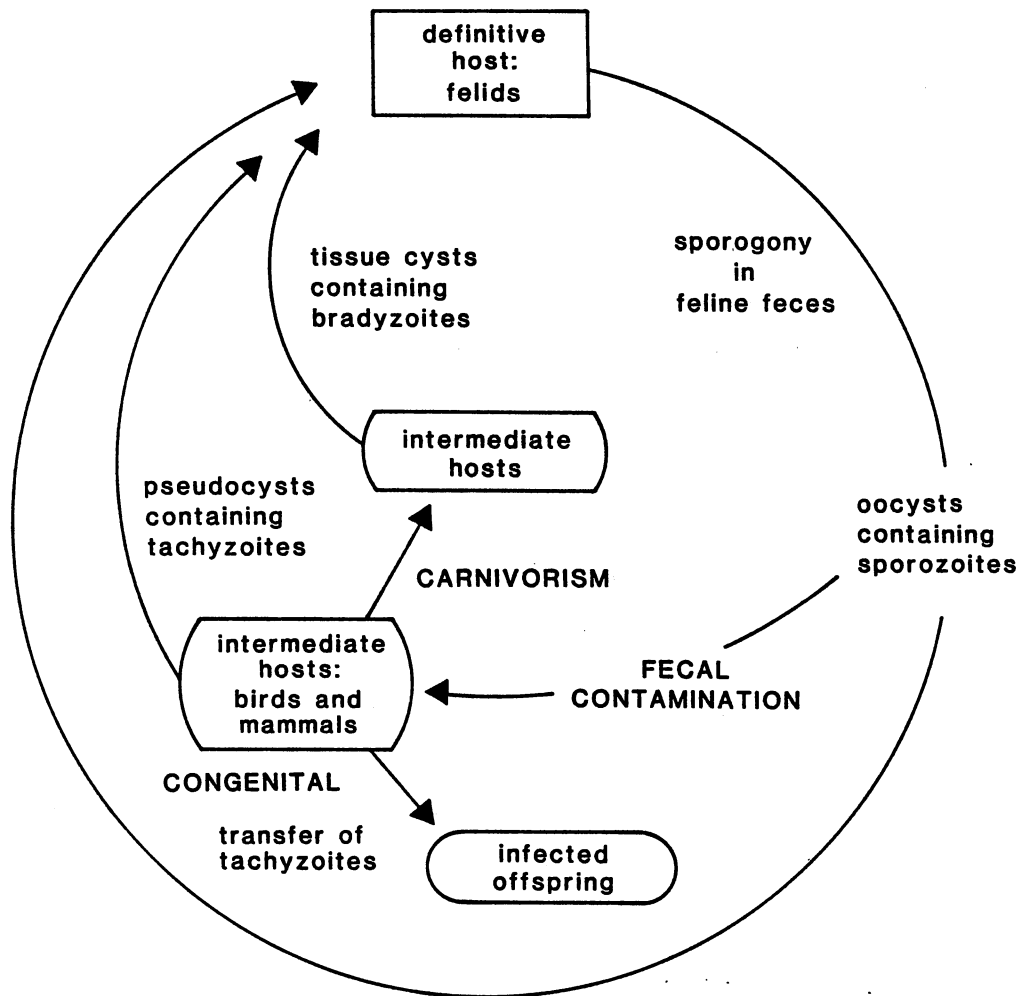 definitive
host:
felids
sporogony
in
feline feces
tissue cysts
containing
bradyzoites
intermediate
hosts
pseudocysts
containing
tachyzoites
oocysts
containing
sporozoites
CARNIVORISM
intermediate
hosts:
birds and
mammals
FECAL
CONTAMINATION
CONGENITAL
transfer of
tachyzoites
infected
offspring